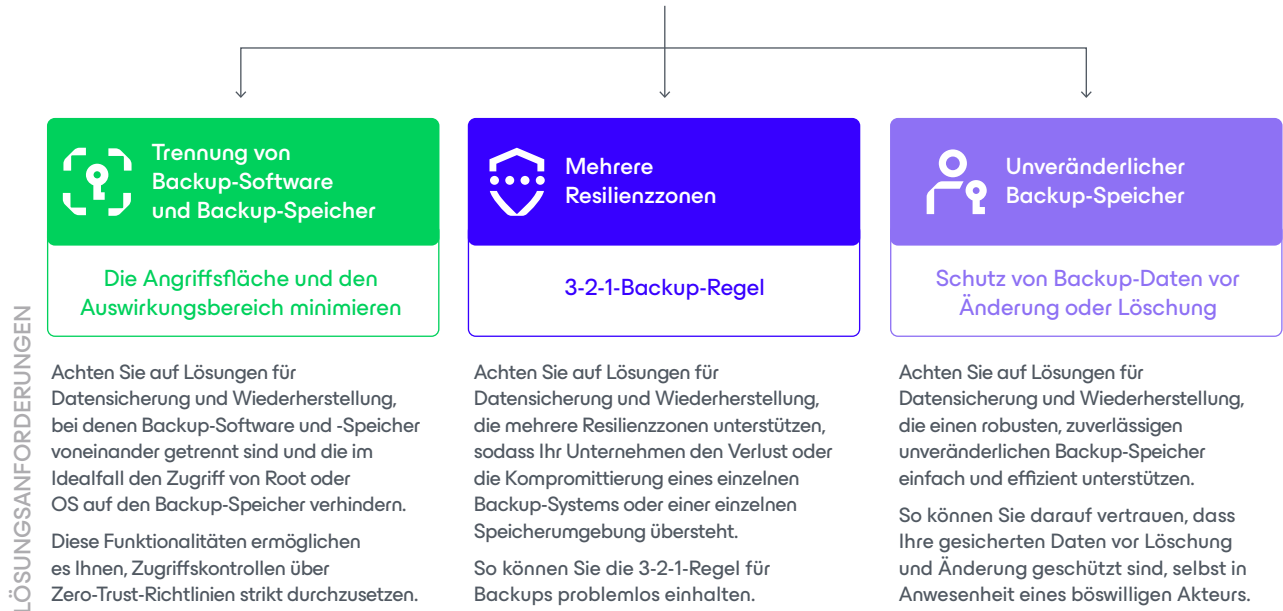 Trennung von
Backup-Software
und Backup-Speicher
Die Angriffsfläche und den
Auswirkungsbereich minimieren
Mehrere
Resilienzzonen
3-2-1-Backup-Regel
Unveränderlicher
Backup-Speicher
Schutz von Backup-Daten vor
Änderung oder Löschung
LÖSUNGSANFORDERUNGEN
Achten Sie auf Lösungen für
Datensicherung und Wiederherstellung,
bei denen Backup-Software und -Speicher
voneinander getrennt sind und die im
Idealfall den Zugriff von Root oder
OS auf den Backup-Speicher verhindern.
Diese Funktionalitäten ermöglichen
es Ihnen, Zugriffskontrollen über
Zero-Trust-Richtlinien strikt durchzusetzen.
Achten Sie auf Lösungen für
Datensicherung und Wiederherstellung,
die mehrere Resilienzzonen unterstützen,
sodass Ihr Unternehmen den Verlust oder
die Kompromittierung eines einzelnen
Backup-Systems oder einer einzelnen
Speicherumgebung übersteht.
So können Sie die 3-2-1-Regel für
Backups problemlos einhalten.
Achten Sie auf Lösungen für
Datensicherung und Wiederherstellung,
die einen robusten, zuverlässigen
unveränderlichen Backup-Speicher
einfach und effizient unterstützen.
So können Sie darauf vertrauen, dass
Ihre gesicherten Daten vor Löschung
und Änderung geschützt sind, selbst in
Anwesenheit eines böswilligen Akteurs.